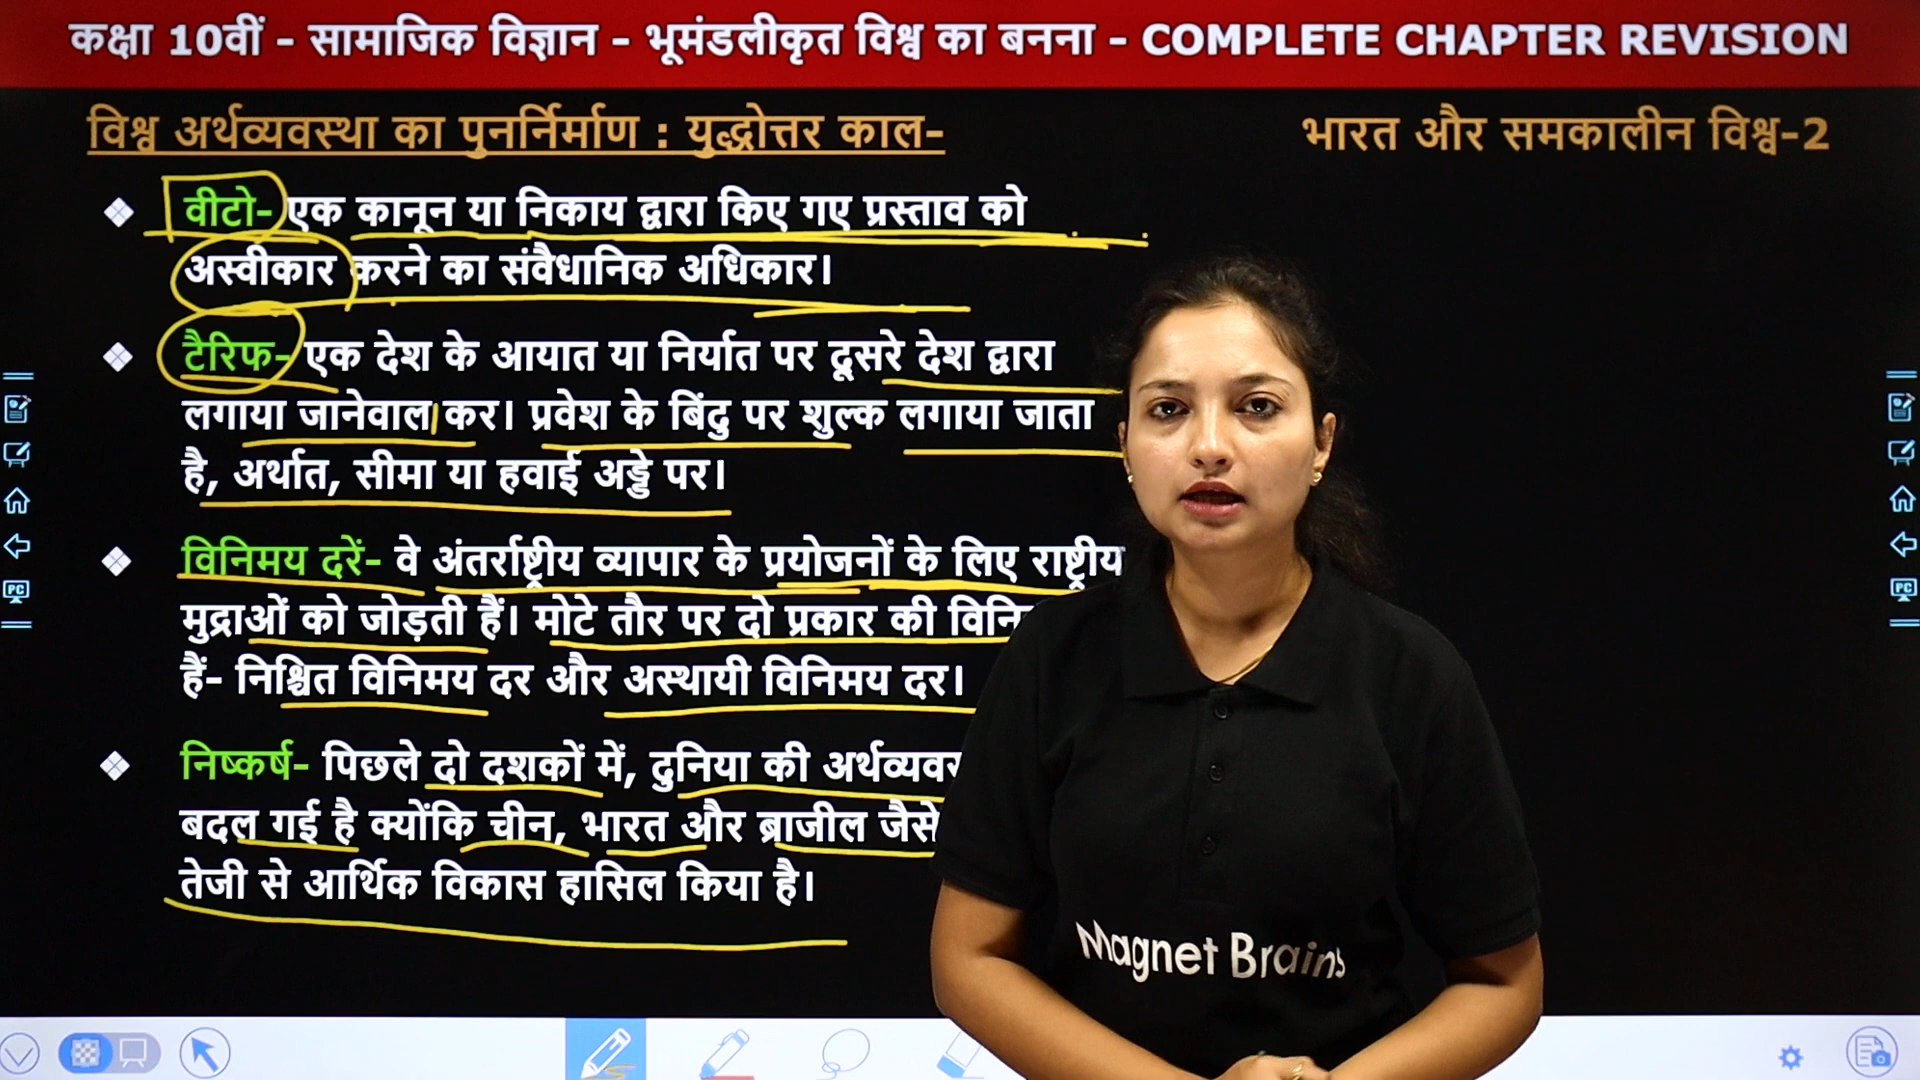 कक्षा 10वीं - सामाजिक विज्ञान - भूमंडलीकृत विश्व का बनना - COMPLETE CHAPTER REVISION
विश्व अर्थव्यवस्था का पुनर्निर्माण : युद्धोत्तर काल-
भारत और समकालीन विश्व-2
वीटो- एक कानून या निकाय द्वारा किए गए प्रस्ताव को
अस्वीकार करने का संवैधानिक अधिकार।
टैरिफ- एक देश के आयात या निर्यात पर दूसरे देश द्वारा
लगाया जानेवाल कर। प्रवेश के बिंदु पर शुल्क लगाया जाता
है, अर्थात, सीमा या हवाई अड्डे पर।
विनिमय दरें- वे अंतर्राष्ट्रीय व्यापार के प्रयोजनों के लिए राष्ट्रीय
मुद्राओं को जोड़ती हैं। मोटे तौर पर दो प्रकार की
हैं- निश्चित विनिमय दर और अस्थायी विनिमय दर।
निष्कर्ष- पिछले दो दशकों में, दुनिया की
बदल गई है क्योंकि चीन, भारत और ब्राजील जैसे
तेजी से आर्थिक विकास हासिल किया है।
Magnet Brains
PC
PC